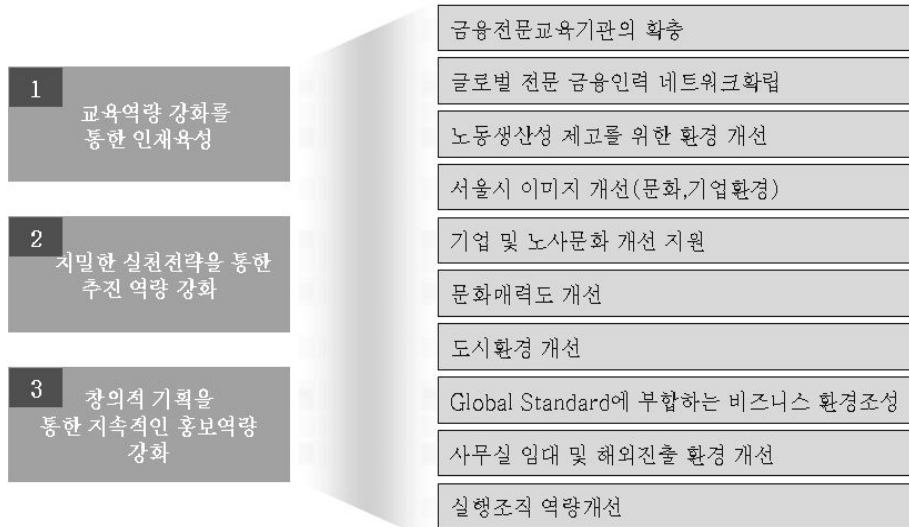 1
교육역량 강화를
통한 인재육성
2
치밀한 실천전략을 통한
추진 역량 강화
3
창의적 기획을
통한 지속적인 홍보역량
강화
금융전문교육기관의 확충
글로벌 전문 금융인력 네트워크확립
노동생산성 제고를 위한 환경 개선
서울시 이미지 개선(문화,기업환경)
기업 및 노사문화 개선 지원
문화매력도 개선
도시환경 개선
Global Standard에 부합하는 비즈니스 환경조성
사무실 임대 및 해외진출 환경 개선
실행조직 역량개선